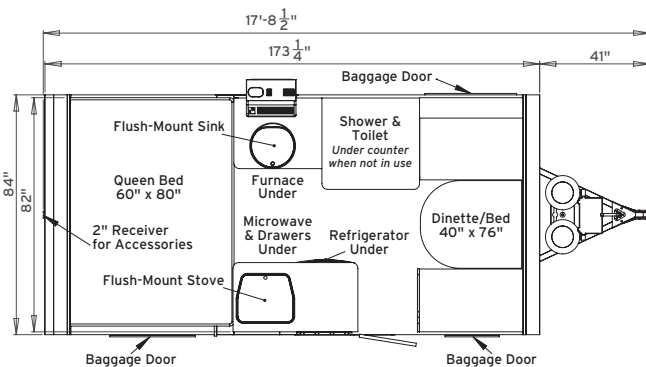 17'-8 1/2"
173 1/4"
41"
Baggage Door
Flush-Mount Sink
Shower &
Toilet
Under counter
when not in use
84"
82"
Queen Bed
60" x 80"
Furnace
Under
2" Receiver
for Accessories
Microwave
& Drawers
Under
Refrigerator
Under
Dinette/Bed
40" x 76"
Flush-Mount Stove
Baggage Door
Baggage Door